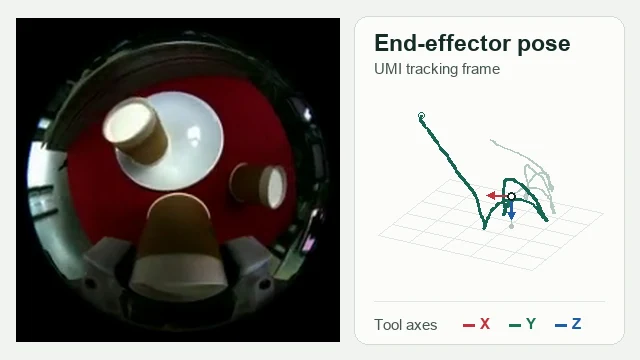 End-effector pose
UMI tracking frame
Tool axes X Y Z